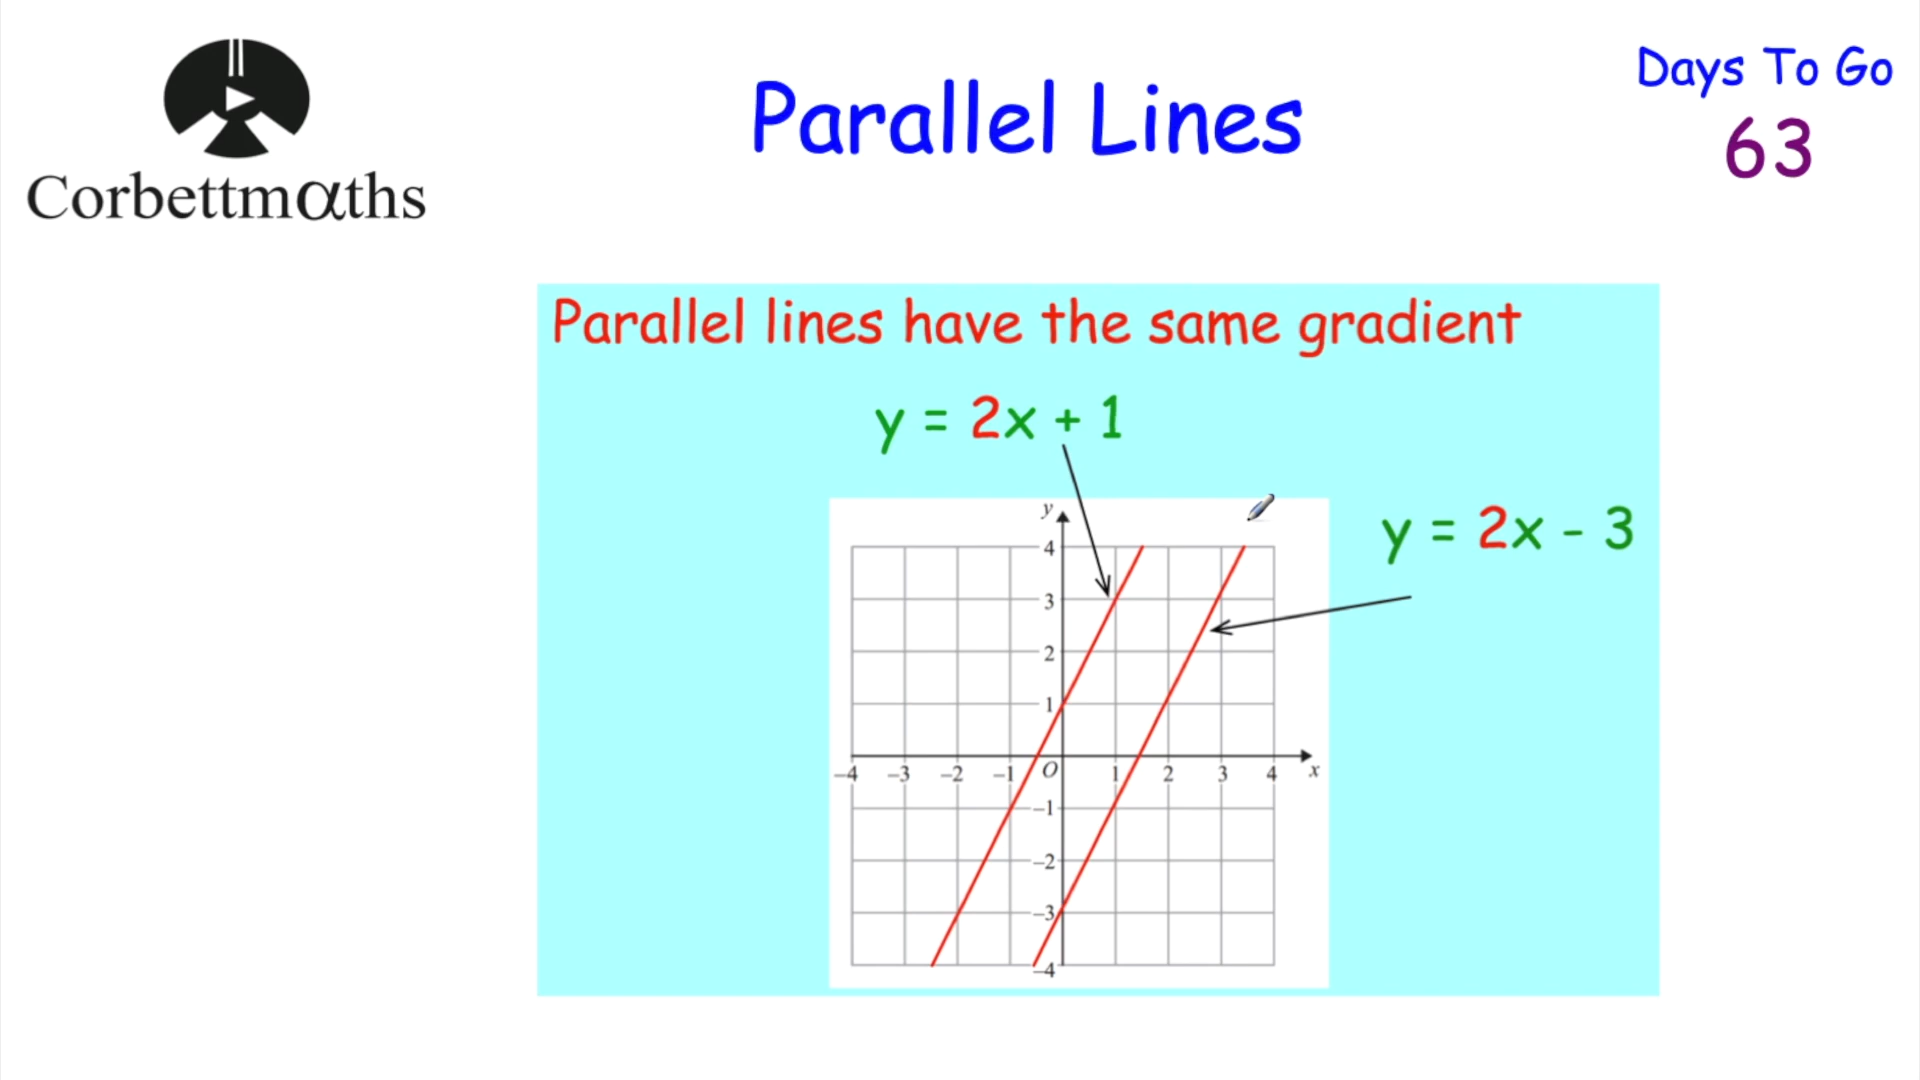 Corbettmαths
Parallel Lines
Days To Go
63
Parallel lines have the same gradient
y = 2x + 1
y = 2x - 3
y
4
3
2
1
–4 –3 –2 –1 O 1 2 3 4 x
–1
–2
–3
–4